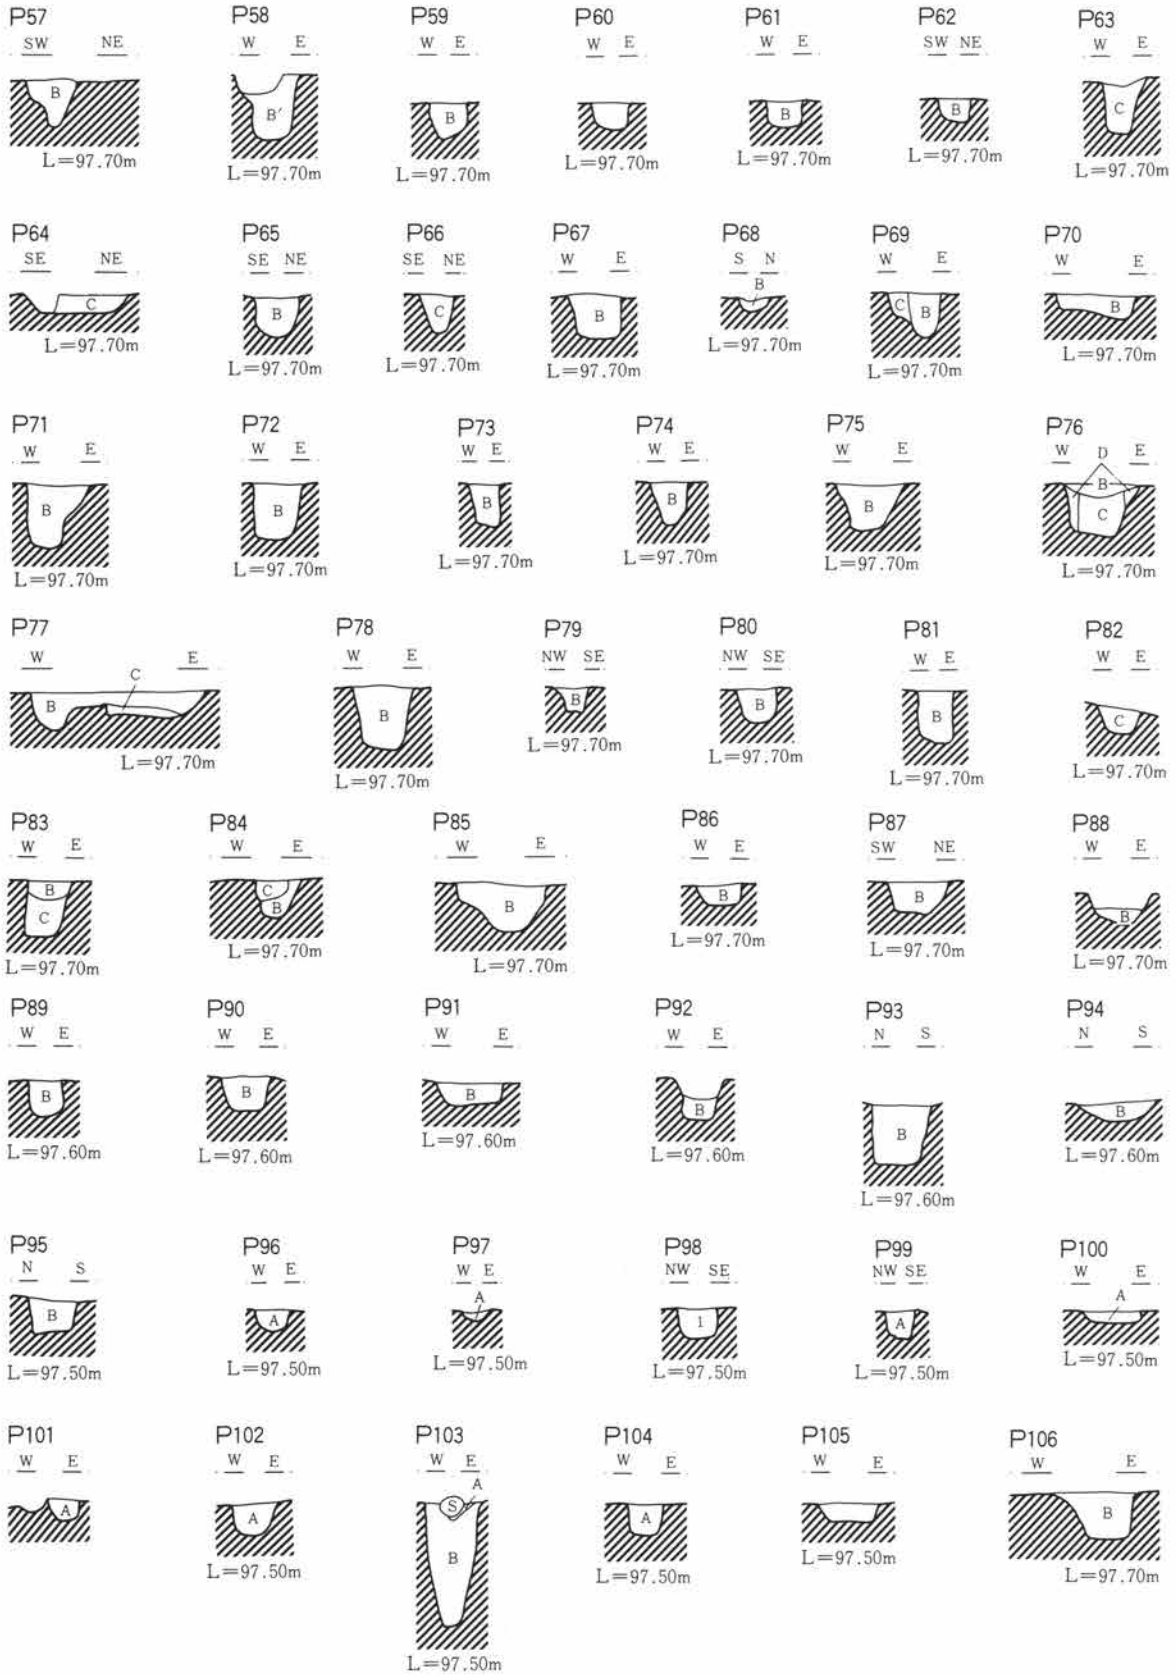 P57 P58 P59 P60 P61 P62 P63
SW NE W E W E W E W E SW NE W E
B B′ B B B C
L=97.70m L=97.70m L=97.70m L=97.70m L=97.70m L=97.70m L=97.70m
P64 P65 P66 P67 P68 P69 P70
SE NE SE NE SE NE W E S N W E W E
C B C B B C B B
L=97.70m L=97.70m L=97.70m L=97.70m L=97.70m L=97.70m L=97.70m
P71 P72 P73 P74 P75 P76
W E W E W E W E W E W D E
B B B B B B C
L=97.70m L=97.70m L=97.70m L=97.70m L=97.70m L=97.70m
P77 P78 P79 P80 P81 P82
W E W E NW SE NW SE W E W E
C
B B B B B C
L=97.70m L=97.70m L=97.70m L=97.70m L=97.70m L=97.70m
P83 P84 P85 P86 P87 P88
W E W E W E W E SW NE W E
B C C B B B B B
L=97.70m L=97.70m L=97.70m L=97.70m L=97.70m L=97.70m
P89 P90 P91 P92 P93 P94
W E W E W E W E N S N S
B B B B B B
L=97.60m L=97.60m L=97.60m L=97.60m L=97.60m L=97.60m
P95 P96 P97 P98 P99 P100
N S W E W E NW SE NW SE W E
B A A 1 A A
L=97.50m L=97.50m L=97.50m L=97.50m L=97.50m L=97.50m
P101 P102 P103 P104 P105 P106
W E W E W E W E W E W E
A A S A B A B
L=97.50m L=97.50m L=97.50m L=97.50m L=97.70m